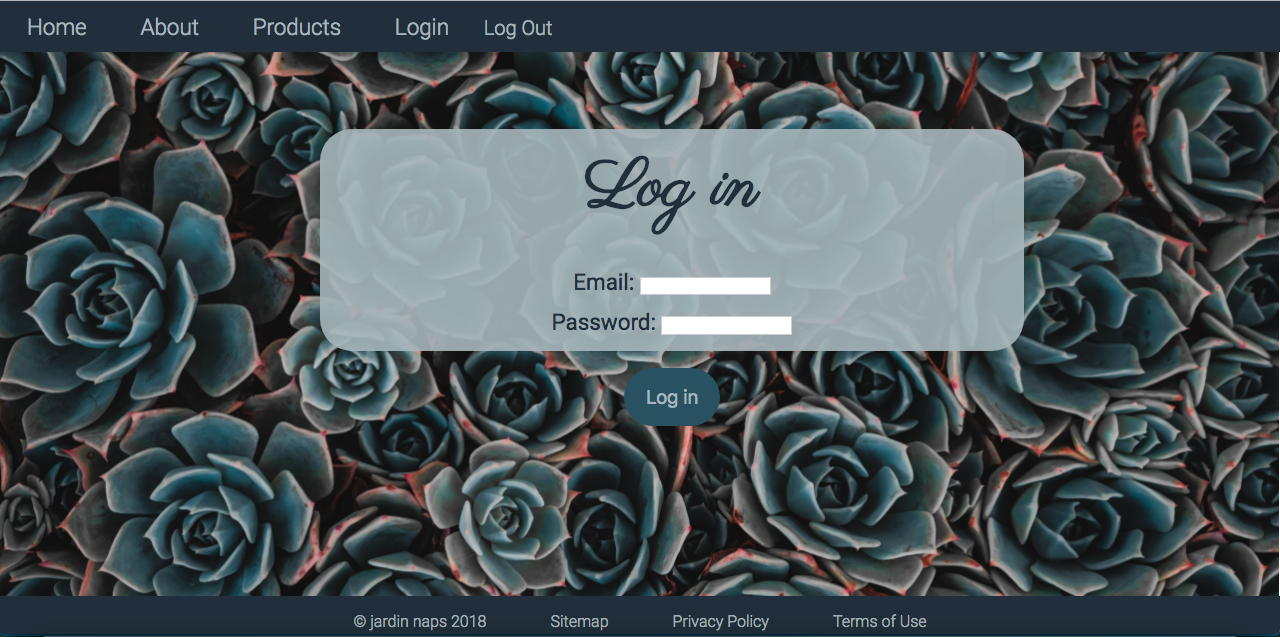 Home About Products Login Log Out
Log in
Email:
Password:
Log in
© jardin naps 2018 Sitemap Privacy Policy Terms of Use